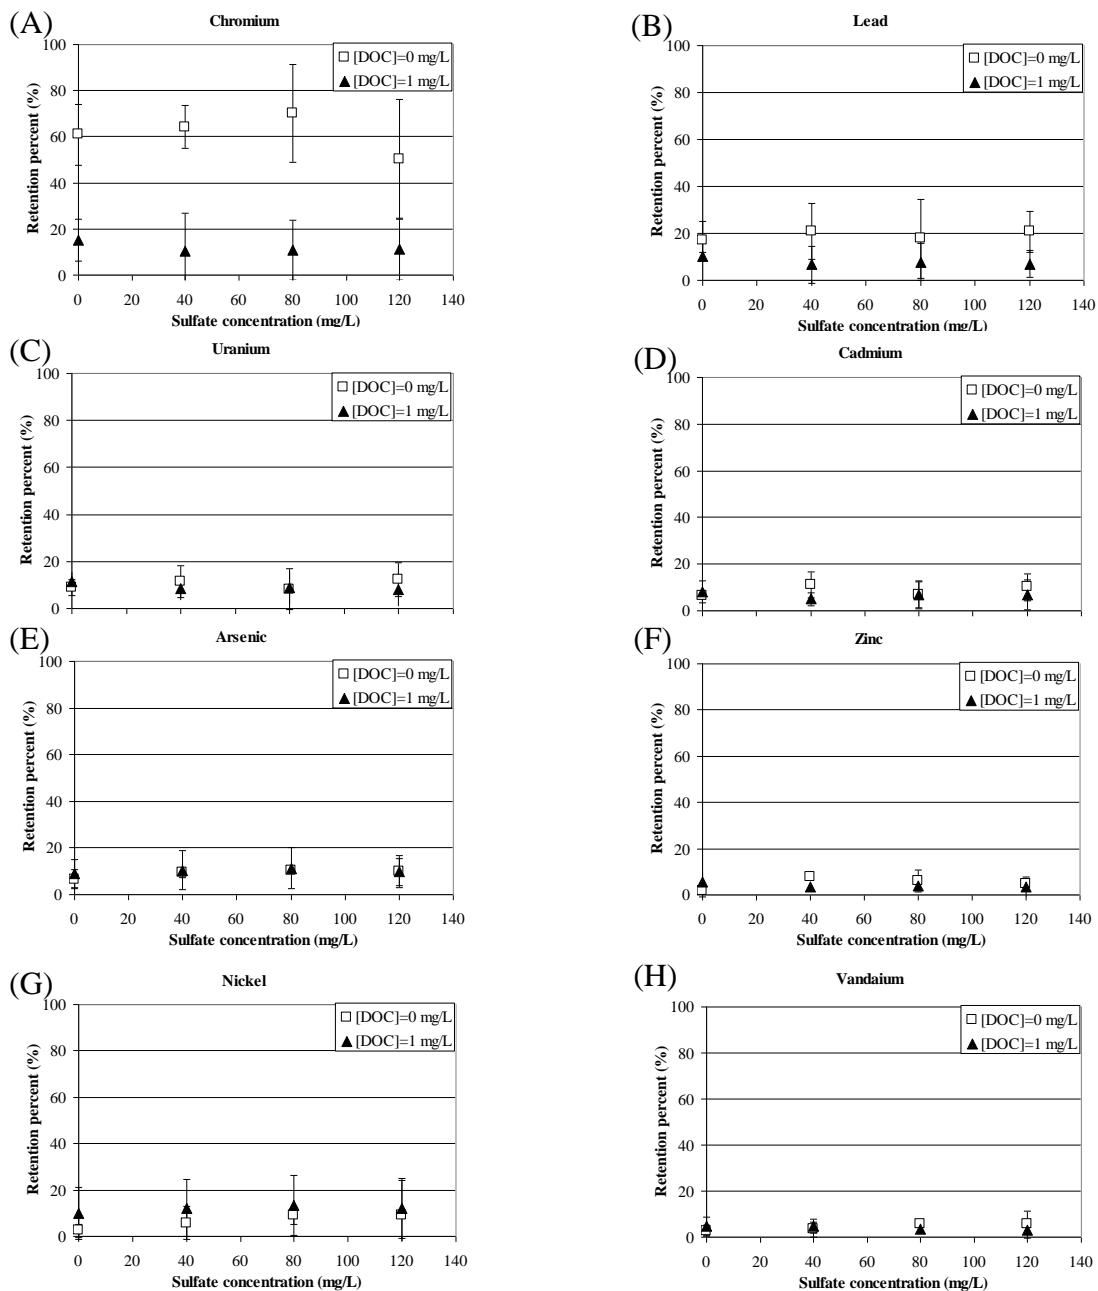 (A)
Chromium
Retention percent (%)
100
80
60
40
20
0
0 20 40 60 80 100 120 140
Sulfate concentration (mg/L)
[DOC]=0 mg/L
[DOC]=1 mg/L
(B)
Lead
Retention percent (%)
100
80
60
40
20
0
0 20 40 60 80 100 120 140
Sulfate concentration (mg/L)
[DOC]=0 mg/L
[DOC]=1 mg/L
(C)
Uranium
Retention percent (%)
100
80
60
40
20
0
[DOC]=0 mg/L
[DOC]=1 mg/L
(D)
Cadmium
Retention percent (%)
100
80
60
40
20
0
[DOC]=0 mg/L
[DOC]=1 mg/L
(E)
Arsenic
Retention percent (%)
100
80
60
40
20
0
0 20 40 60 80 100 120 140
Sulfate concentration (mg/L)
[DOC]=0 mg/L
[DOC]=1 mg/L
(F)
Zinc
Retention percent (%)
100
80
60
40
20
0
0 20 40 60 80 100 120 140
Sulfate concentration (mg/L)
[DOC]=0 mg/L
[DOC]=1 mg/L
(G)
Nickel
Retention percent (%)
100
80
60
40
20
0
0 20 40 60 80 100 120 140
Sulfate concentration (mg/L)
[DOC]=0 mg/L
[DOC]=1 mg/L
(H)
Vandaium
Retention percent (%)
100
80
60
40
20
0
0 20 40 60 80 100 120 140
Sulfate concentration (mg/L)
[DOC]=0 mg/L
[DOC]=1 mg/L